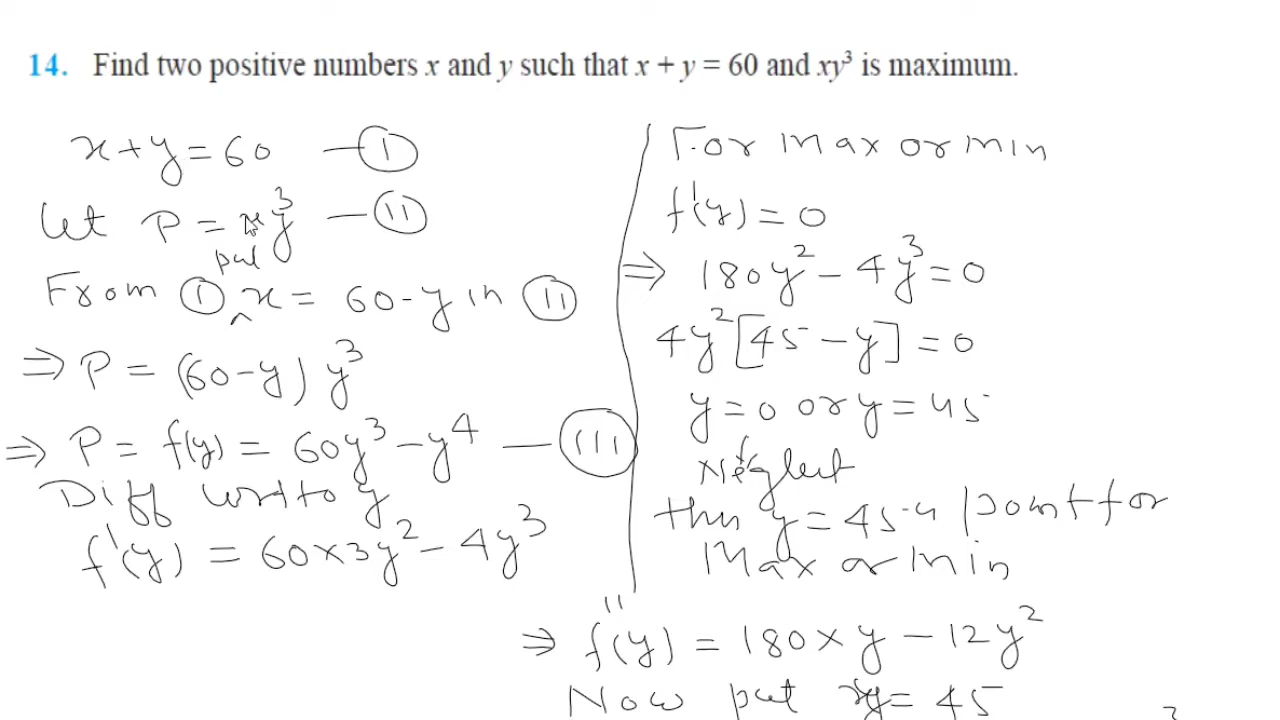 14. Find two positive numbers x and y such that x + y = 60 and xy³ is maximum.
x+y=60 —(I)
Let P = xy³ —(II)
put
From (I) ^ x = 60-y in (II)
⇒ P = (60-y) y³
⇒ P = f(y) = 60y³ - y⁴ —(III)
Diff w.r.to y
f'(y) = 60×3y² - 4y³
For max or min
f'(y) = 0
⇒ 180y² - 4y³ = 0
4y² [45 - y] = 0
y = 0 or y = 45
Neglect
thus y = 45 is a point for
Max or min
⇒ f''(y) = 180× y - 12y²
Now put y = 45